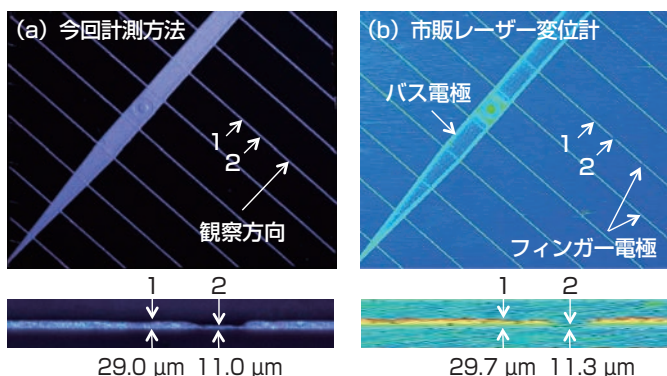 (a) 今回計測方法
1
2
観察方向
1 2
29.0 µm 11.0 µm
(b) 市販レーザー変位計
バス電極
1
2
フィンガー電極
1 2
29.7 µm 11.3 µm